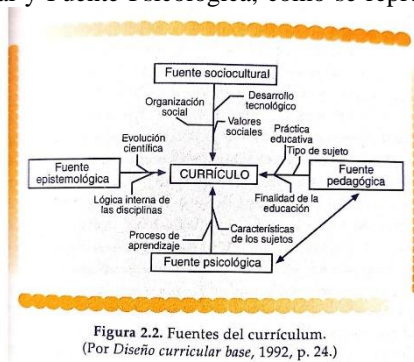 y Fuente Psicológica, como se repre
Fuente sociocultural
Organización
social
Desarrollo
tecnológico
Valores
sociales
Evolución
científica
Práctica
educativa
Tipo de sujeto
Fuente
epistemológica
CURRÍCULO
Fuente
pedagógica
Lógica interna de
las disciplinas
Finalidad de la
educación
Proceso de
aprendizaje
Características
de los sujetos
Fuente psicológica
Figura 2.2. Fuentes del currículum.
(Por Diseño curricular base, 1992, p. 24.)